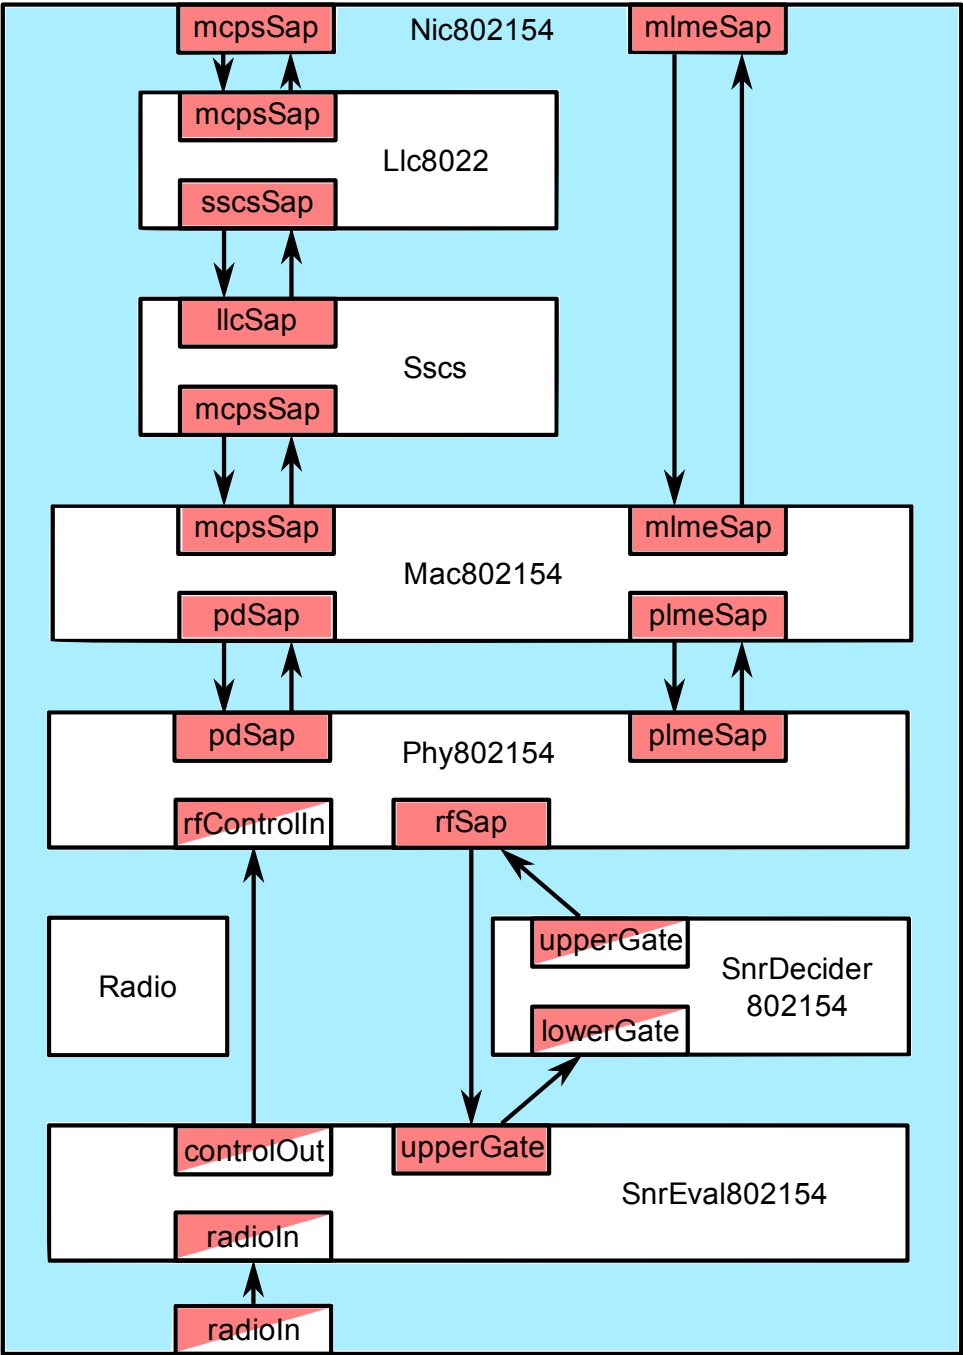 mcpsSap
Nic802154
mlmeSap
mcpsSap
Llc8022
sscsSap
llcSap
Sscs
mcpsSap
mcpsSap
mlmeSap
Mac802154
pdSap
plmeSap
pdSap
Phy802154
plmeSap
rfControlIn
rfSap
upperGate
Radio
SnrDecider
802154
lowerGate
controlOut
upperGate
SnrEval802154
radioIn
radioIn